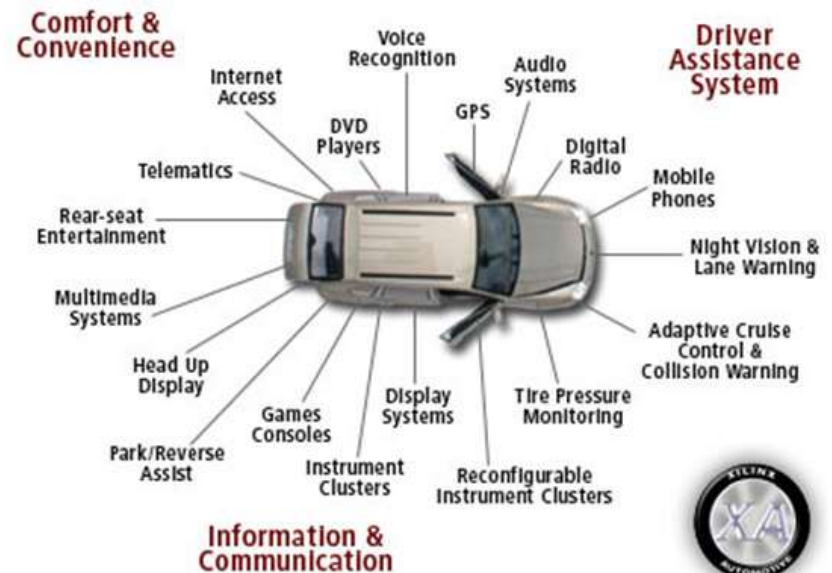 Comfort &
Convenience
Driver
Assistance
System
Voice
Recognition
Audio
Systems
Internet
Access
GPS
DVD
Players
Digital
Radio
Telematics
Mobile
Phones
Rear-seat
Entertainment
Night Vision &
Lane Warning
Multimedia
Systems
Adaptive Cruise
Control &
Collision Warning
Head Up
Display
Display
Systems
Tire Pressure
Monitoring
Games
Consoles
Park/Reverse
Assist
Instrument
Clusters
Reconfigurable
Instrument Clusters
Information &
Communication
XILINX
XA